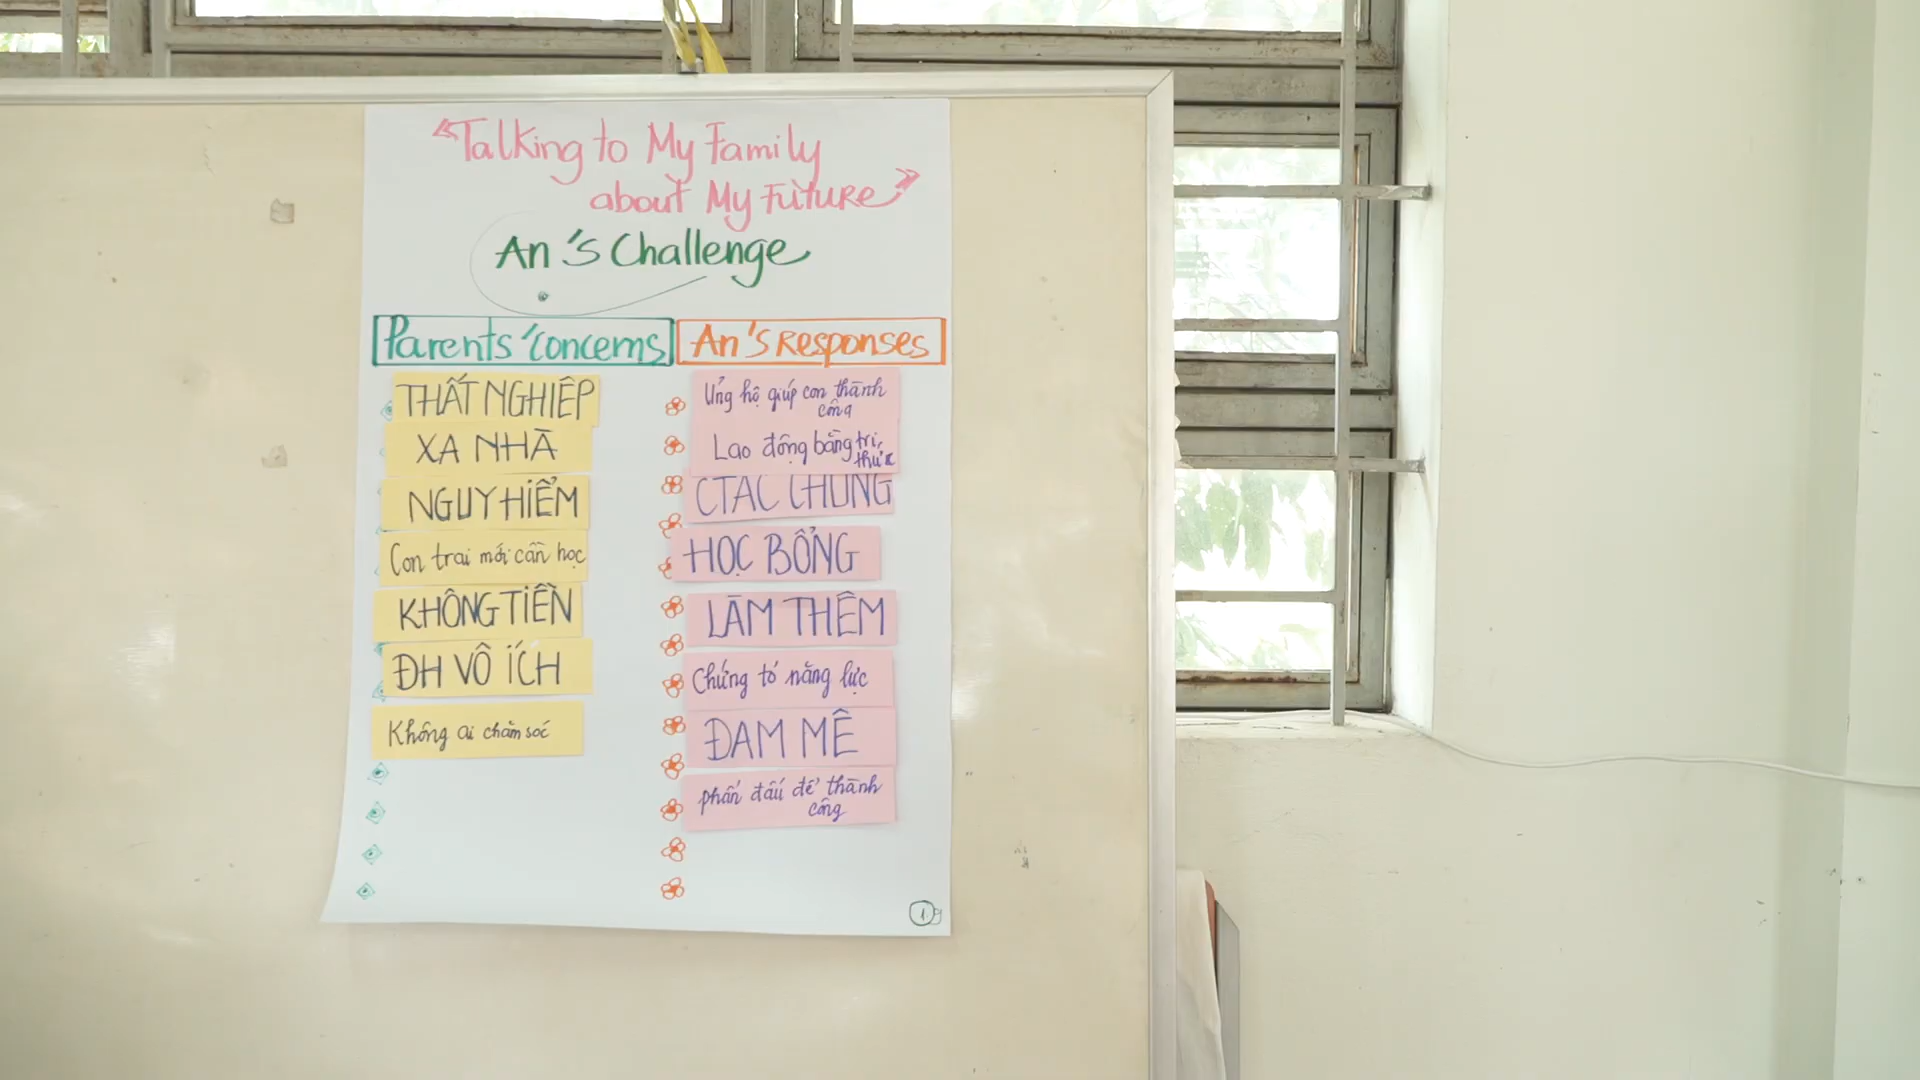 "Talking to My Family
about My Future"
An's Challenge
Parents' Concerns
THẤT NGHIỆP
XA NHÀ
NGUY HIỂM
Con trai mới cần học
KHÔNG TIỀN
ĐH VÔ ÍCH
Không ai chăm sóc
An's Responses
Ủng hộ giúp con thành
công
Lao động bằng tri
thức
CTÁC CHUNG
HỌC BỔNG
LÀM THÊM
Chứng tỏ năng lực
ĐAM MÊ
phấn đấu để thành
công